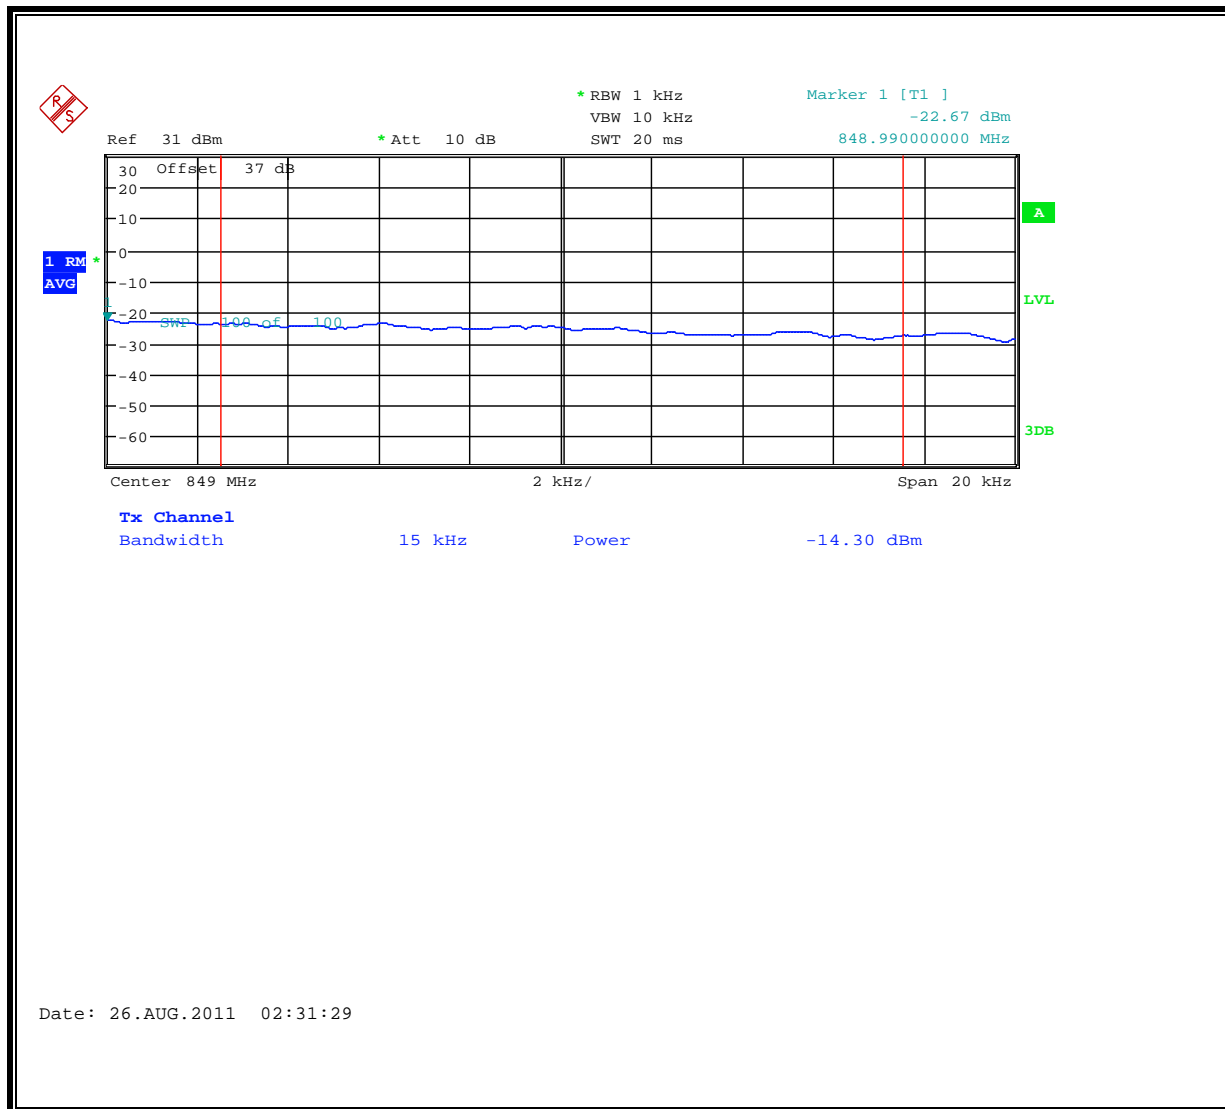 R
S
* RBW 1 kHz Marker 1 [T1 ]
VBW 10 kHz -22.67 dBm
Ref 31 dBm * Att 10 dB SWT 20 ms 848.990000000 MHz
30 Offset 37 dB
20
10 A
0
1 RM *
-10
AVG
1 LVL
-20
SWP 100 of 100
-30
-40
-50
-60 3DB
Center 849 MHz 2 kHz/ Span 20 kHz
Tx Channel
Bandwidth 15 kHz Power -14.30 dBm
Date: 26.AUG.2011 02:31:29